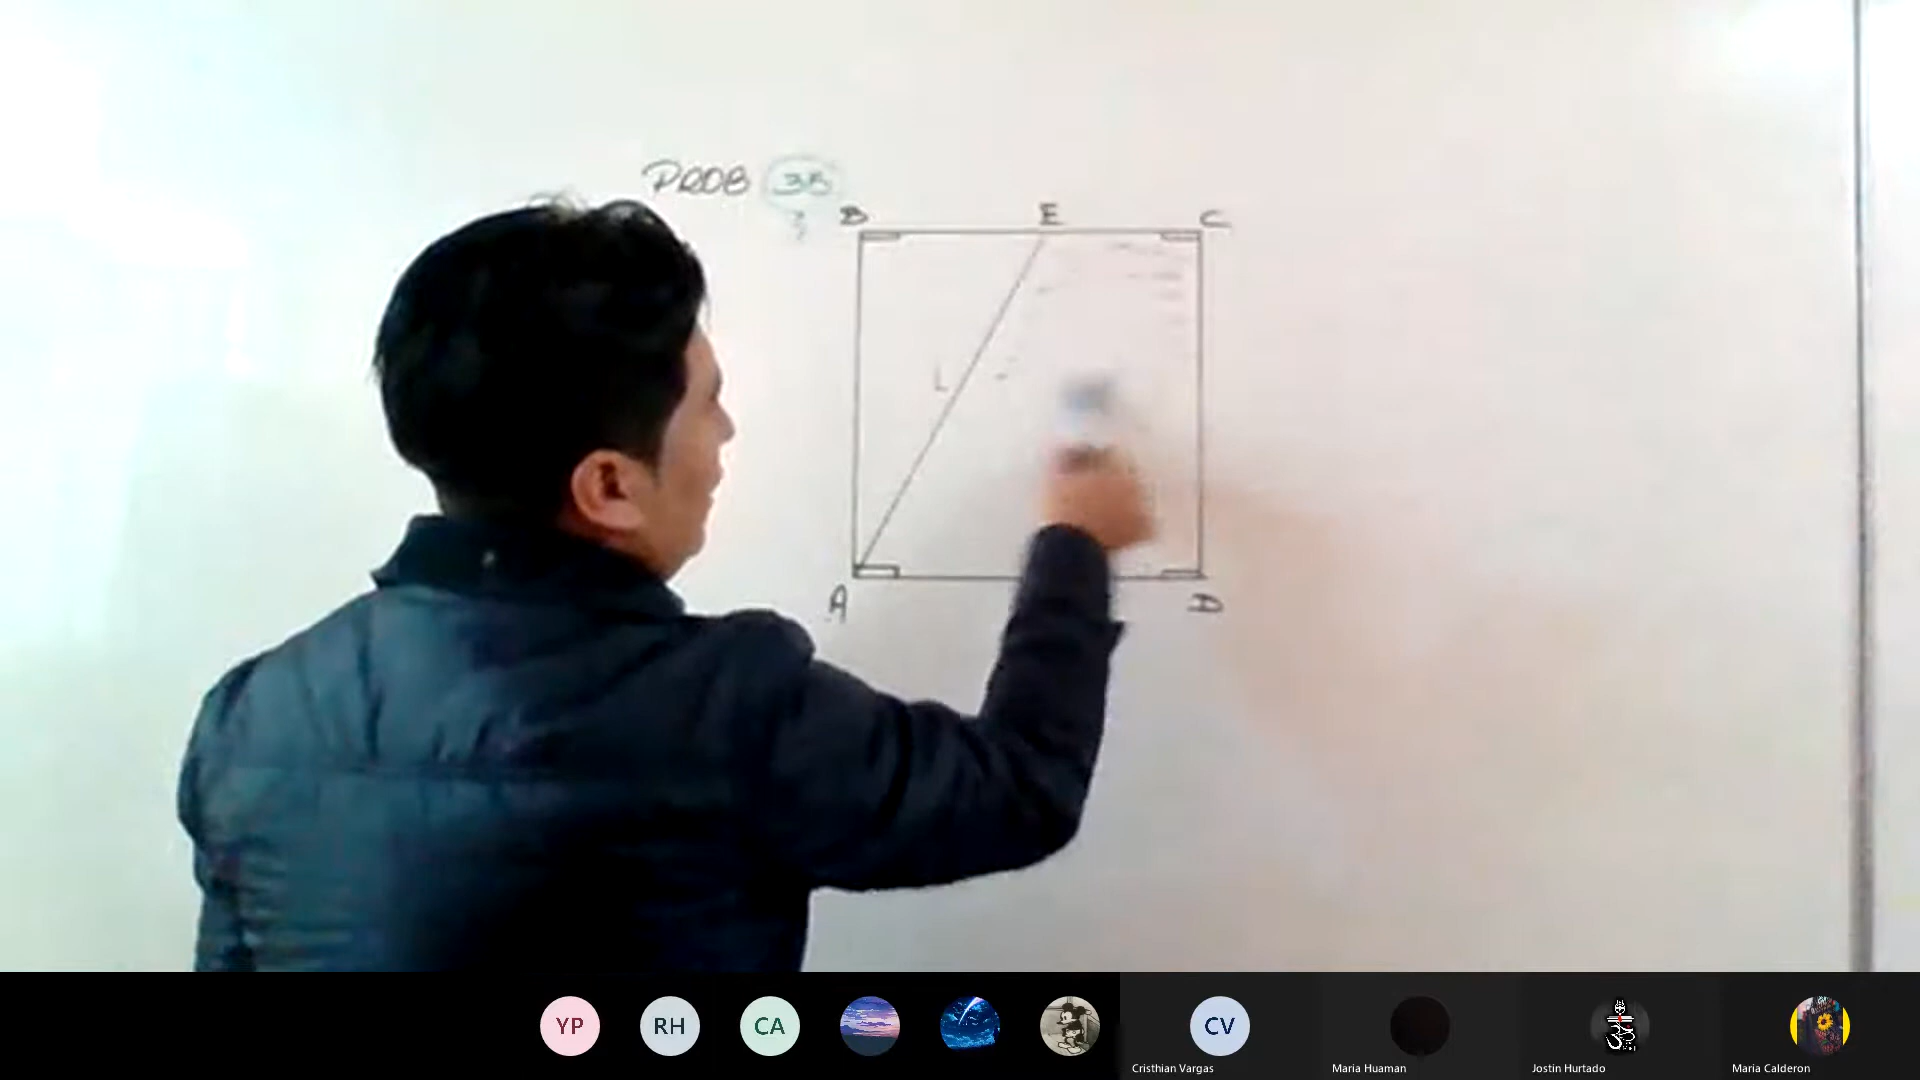 PROB 38
B E C
L
A D
YP RH CA CV
Cristhian Vargas Maria Huaman Jostin Hurtado Maria Calderon